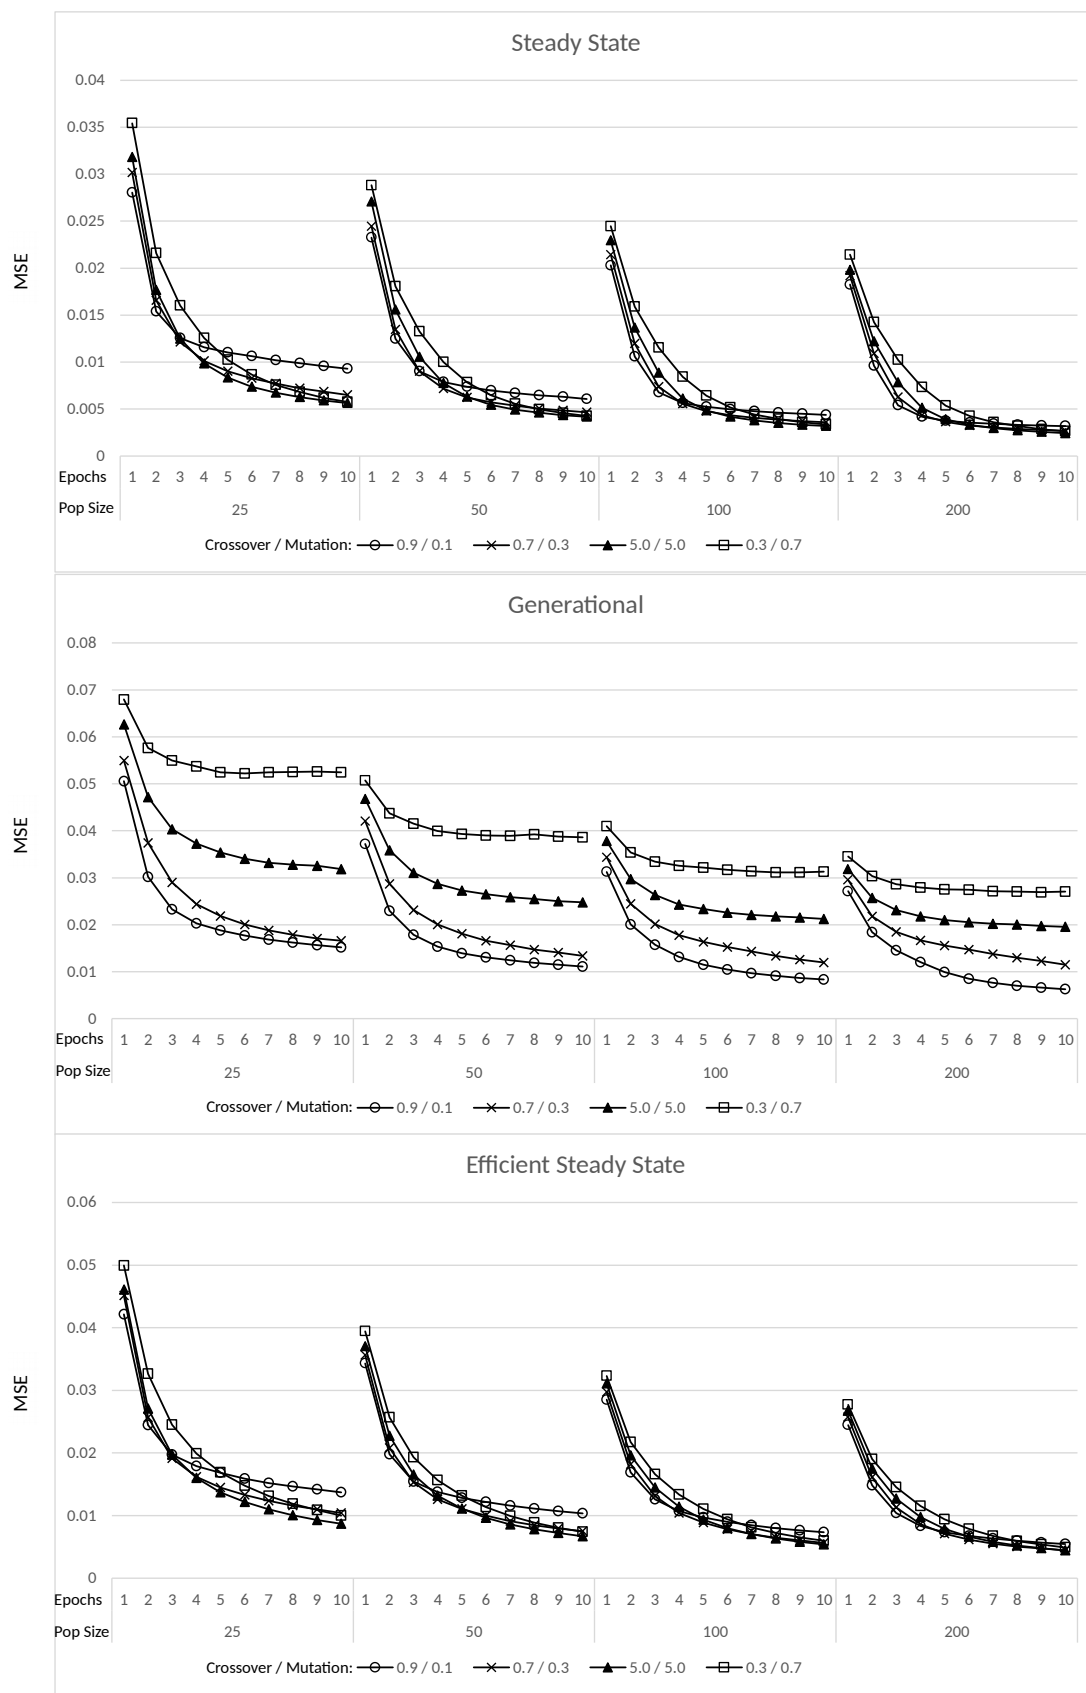 Steady State
0.04
0.035
0.03
0.025
0.02
0.015
0.01
0.005
0
MSE
Epochs 1 2 3 4 5 6 7 8 9 10 1 2 3 4 5 6 7 8 9 10 1 2 3 4 5 6 7 8 9 10 1 2 3 4 5 6 7 8 9 10
Pop Size 25 50 100 200
Crossover / Mutation: 0.9 / 0.1 0.7 / 0.3 5.0 / 5.0 0.3 / 0.7
Generational
0.08
0.07
0.06
0.05
0.04
0.03
0.02
0.01
0
MSE
Epochs 1 2 3 4 5 6 7 8 9 10 1 2 3 4 5 6 7 8 9 10 1 2 3 4 5 6 7 8 9 10 1 2 3 4 5 6 7 8 9 10
Pop Size 25 50 100 200
Crossover / Mutation: 0.9 / 0.1 0.7 / 0.3 5.0 / 5.0 0.3 / 0.7
Efficient Steady State
0.06
0.05
0.04
0.03
0.02
0.01
0
MSE
Epochs 1 2 3 4 5 6 7 8 9 10 1 2 3 4 5 6 7 8 9 10 1 2 3 4 5 6 7 8 9 10 1 2 3 4 5 6 7 8 9 10
Pop Size 25 50 100 200
Crossover / Mutation: 0.9 / 0.1 0.7 / 0.3 5.0 / 5.0 0.3 / 0.7